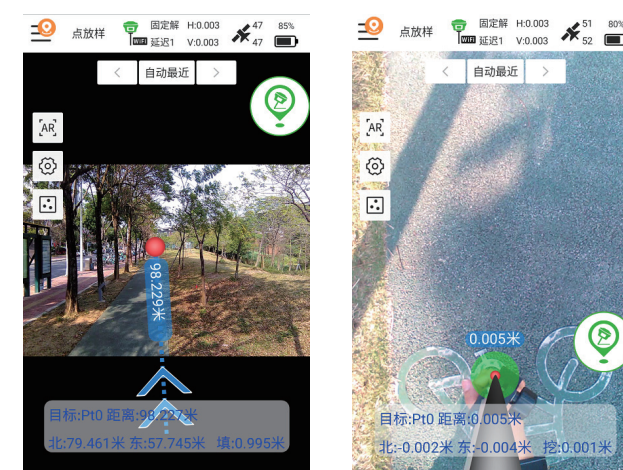 点放样
固定解 H:0.003
WIFI 延迟1 V:0.003
47
47
85%
< 自动最近 >
AR
98.229米
目标:Pt0 距离:98.227米
北:79.461米 东:57.745米 填:0.995米
点放样
固定解 H:0.003
WIFI 延迟1 V:0.003
51
52
80%
< 自动最近 >
AR
0.005米
目标:Pt0 距离:0.005米
北:-0.002米 东:-0.004米 挖:0.001米